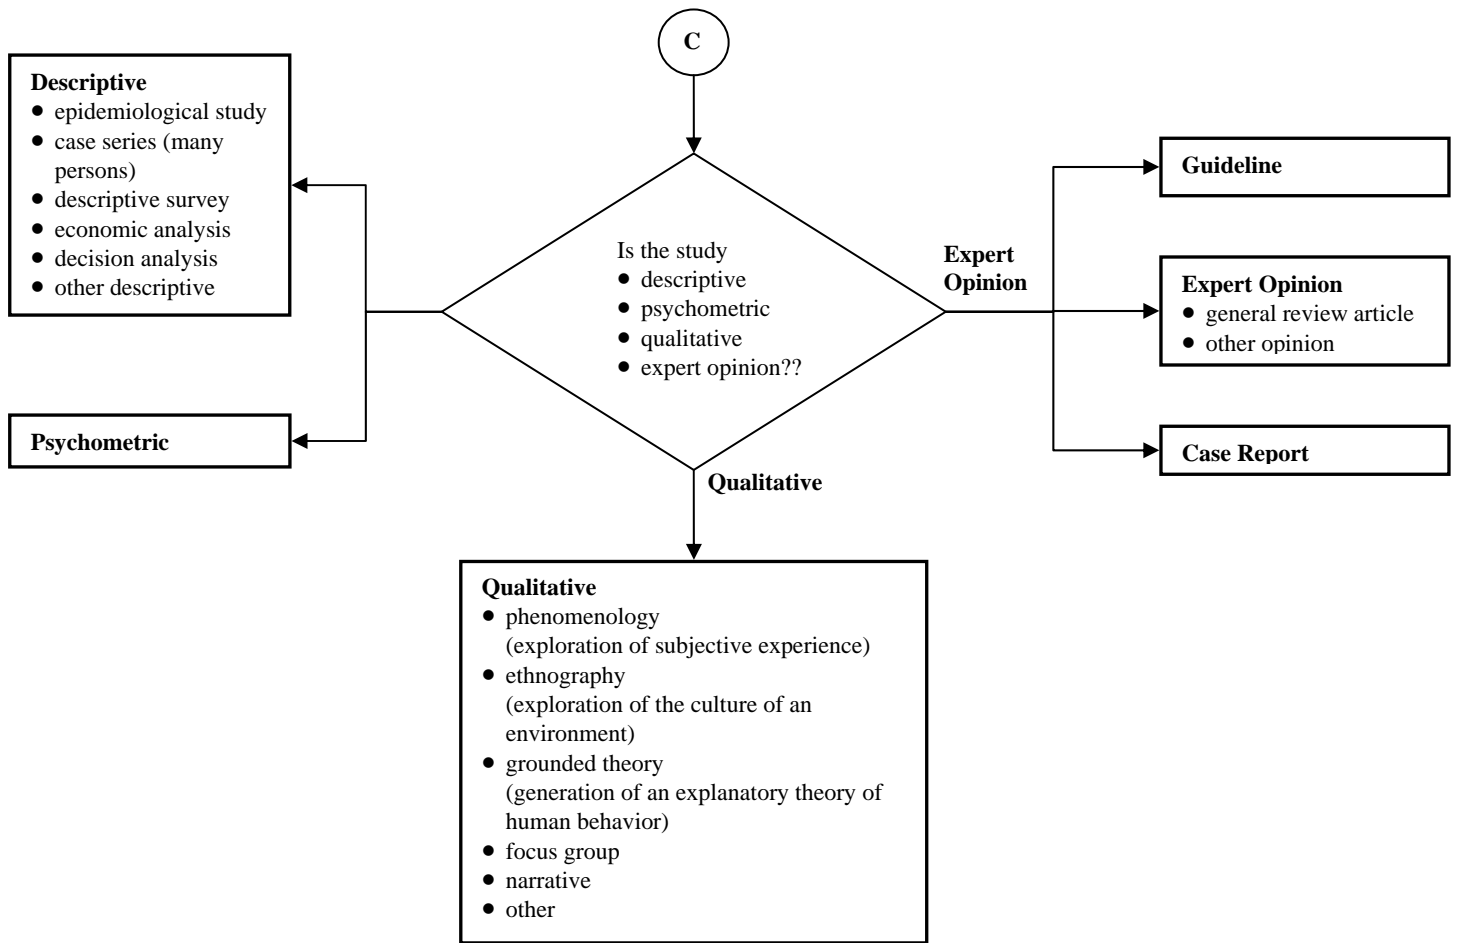 C
Descriptive
● epidemiological study
● case series (many
persons)
● descriptive survey
● economic analysis
● decision analysis
● other descriptive
Psychometric
Is the study
● descriptive
● psychometric
● qualitative
● expert opinion??
Expert
Opinion
Guideline
Expert Opinion
● general review article
● other opinion
Case Report
Qualitative
Qualitative
● phenomenology
(exploration of subjective experience)
● ethnography
(exploration of the culture of an
environment)
● grounded theory
(generation of an explanatory theory of
human behavior)
● focus group
● narrative
● other